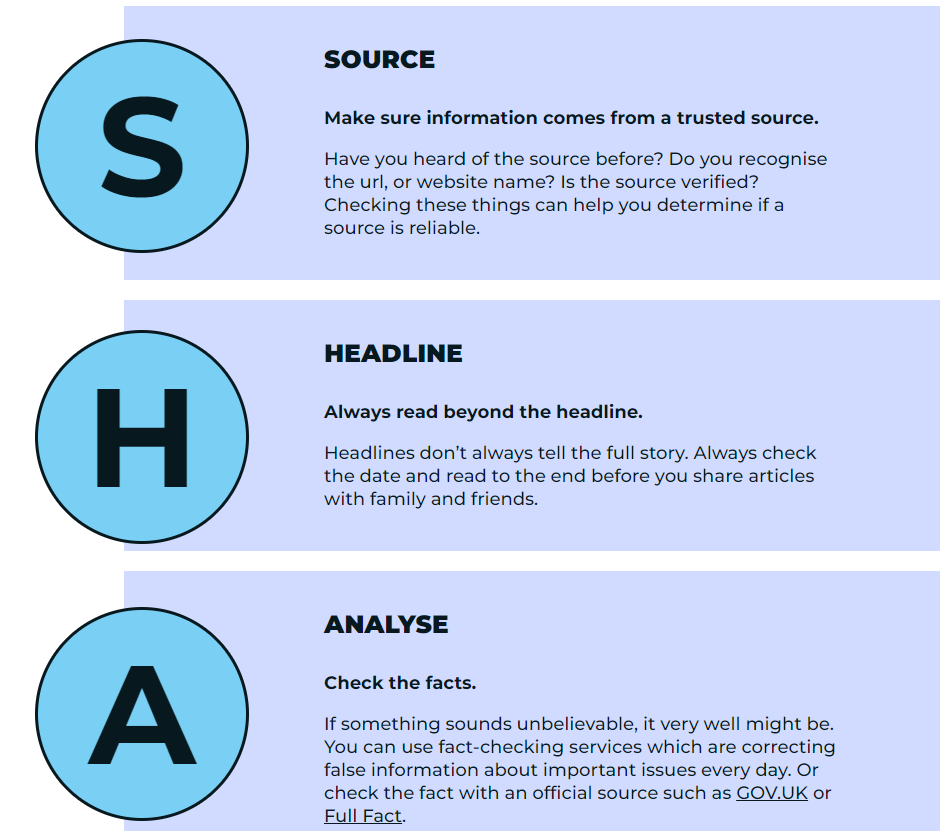 S
SOURCE
Make sure information comes from a trusted source.
Have you heard of the source before? Do you recognise
the url, or website name? Is the source verified?
Checking these things can help you determine if a
source is reliable.
H
HEADLINE
Always read beyond the headline.
Headlines don’t always tell the full story. Always check
the date and read to the end before you share articles
with family and friends.
A
ANALYSE
Check the facts.
If something sounds unbelievable, it very well might be.
You can use fact-checking services which are correcting
false information about important issues every day. Or
check the fact with an official source such as GOV.UK or
Full Fact.